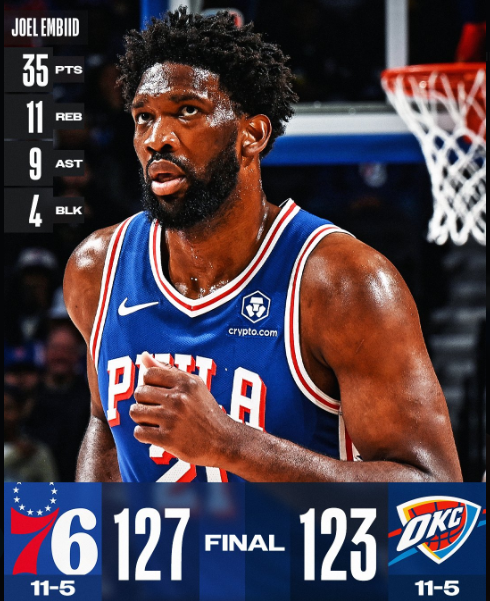 JOEL EMBIID
35 PTS
11 REB
9 AST
4 BLK
crypto.com
PHILA
21
76
127 FINAL 123
OKC
11-5
11-5